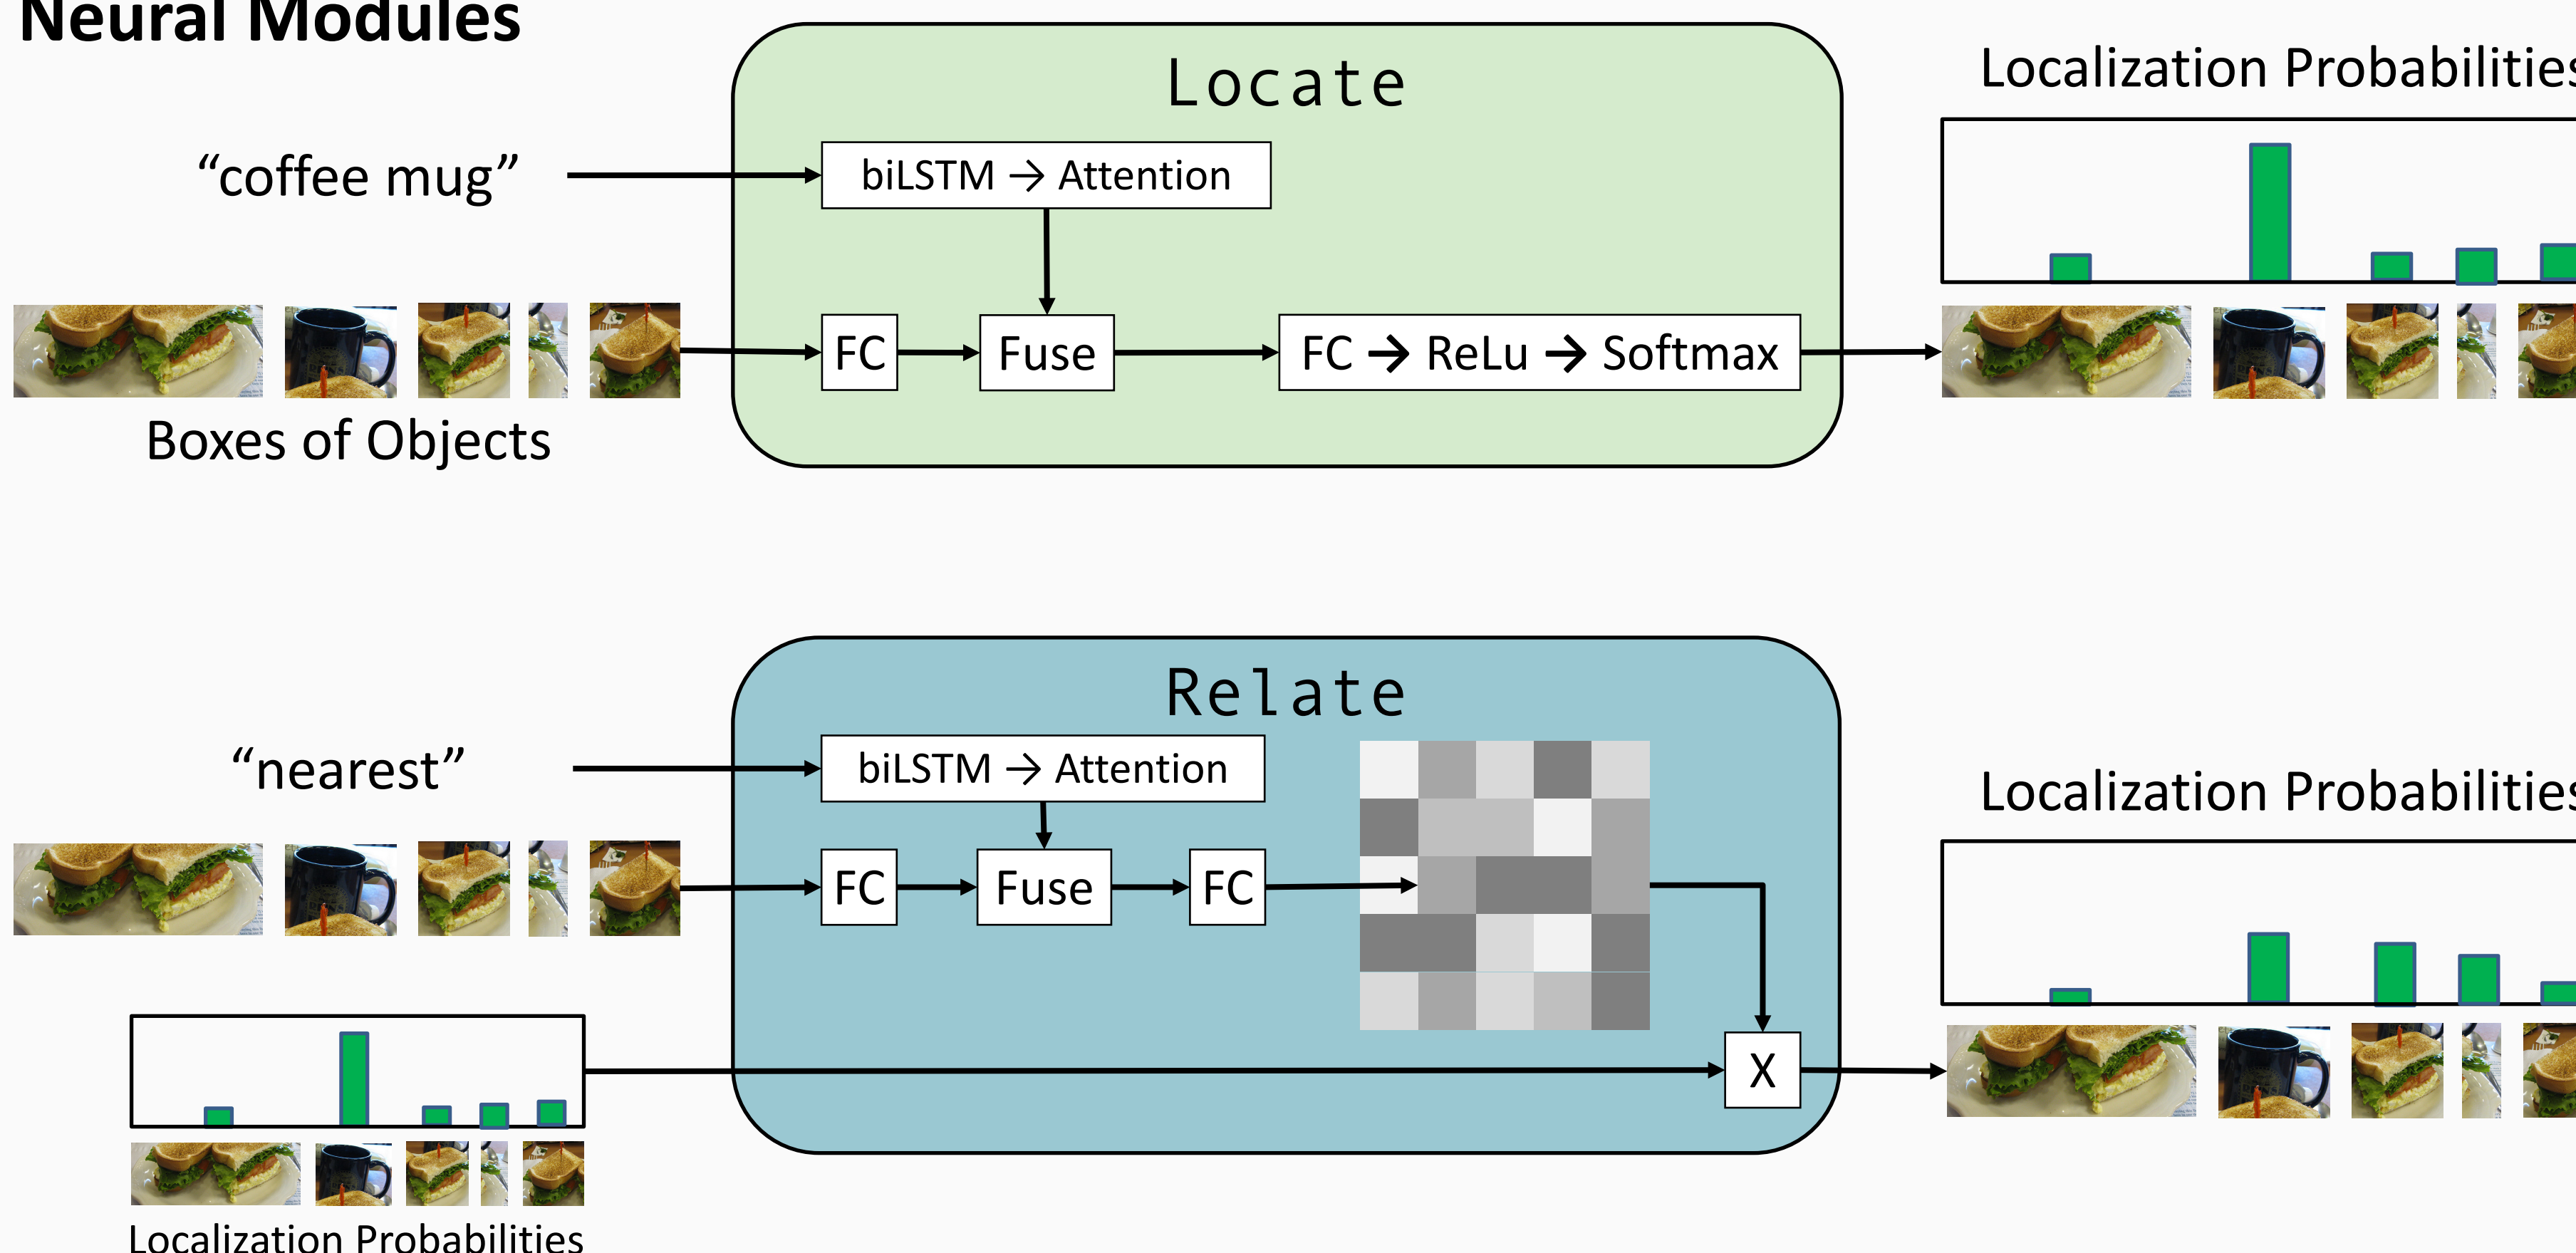 Neural Modules
Locate
Localization Probabilities
“coffee mug”
biLSTM → Attention
FC
Fuse
FC → ReLu → Softmax
Boxes of Objects
Relate
“nearest”
biLSTM → Attention
Localization Probabilities
FC
Fuse
FC
X
Localization Probabilities